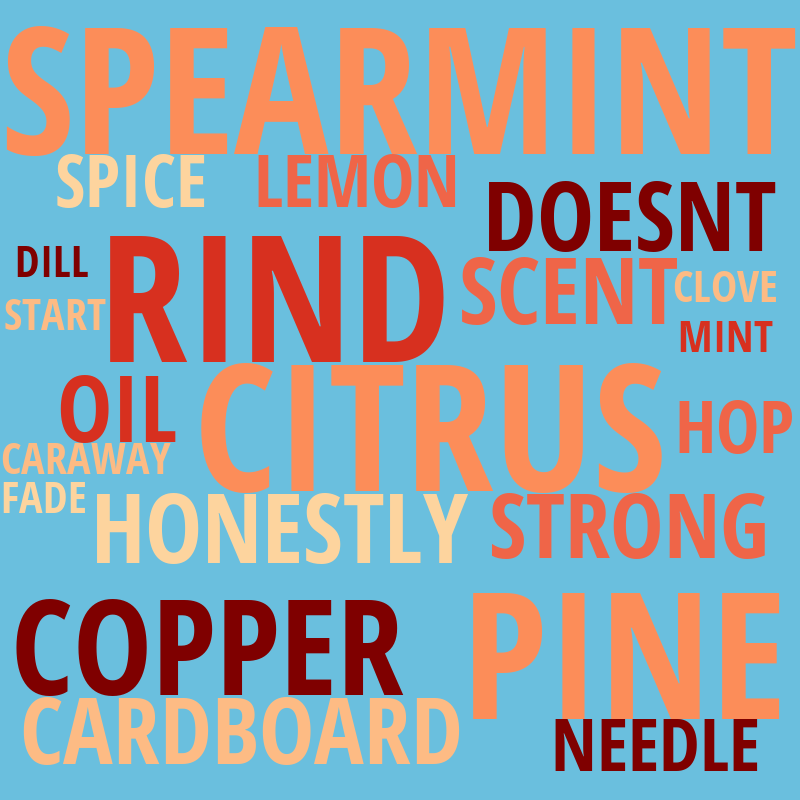 SPEARMINT
SPICE LEMON
DOESNT
DILL RIND SCENT CLOVE
START MINT
OIL CITRUS HOP
CARAWAY
FADE HONESTLY STRONG
COPPER PINE
CARDBOARD NEEDLE